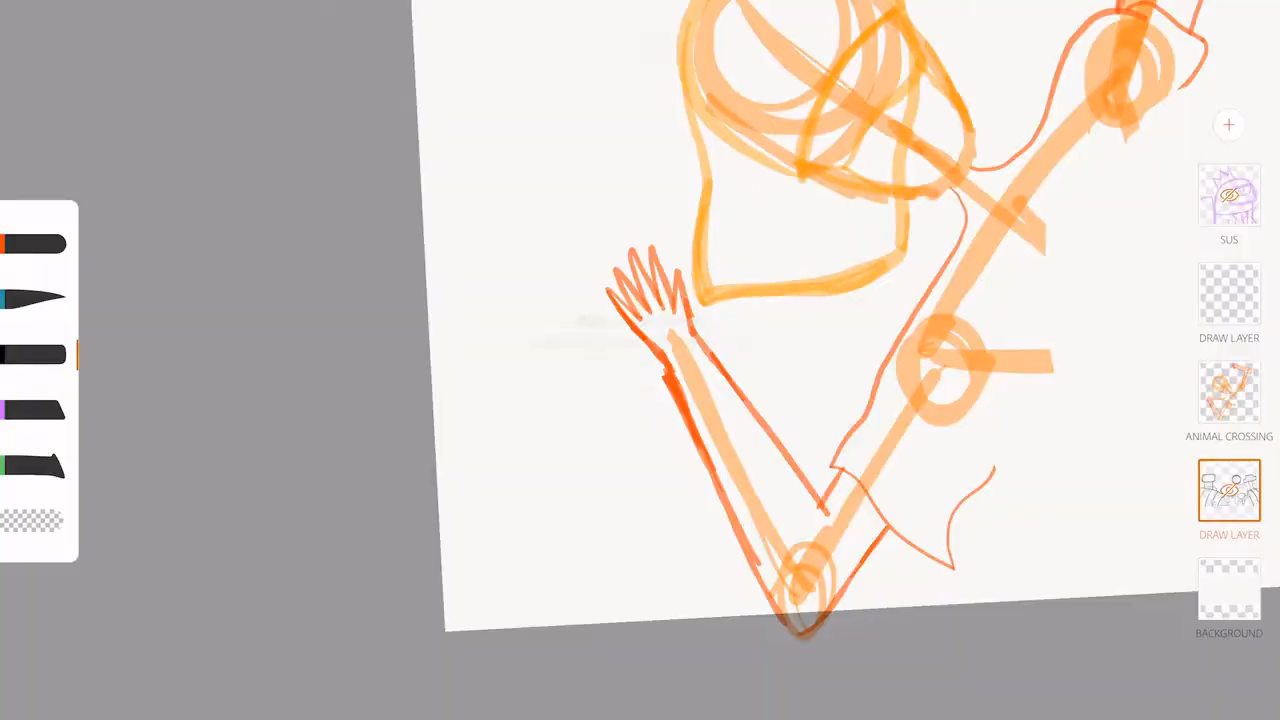 SUS
DRAW LAYER
ANIMAL CROSSING
DRAW LAYER
BACKGROUND